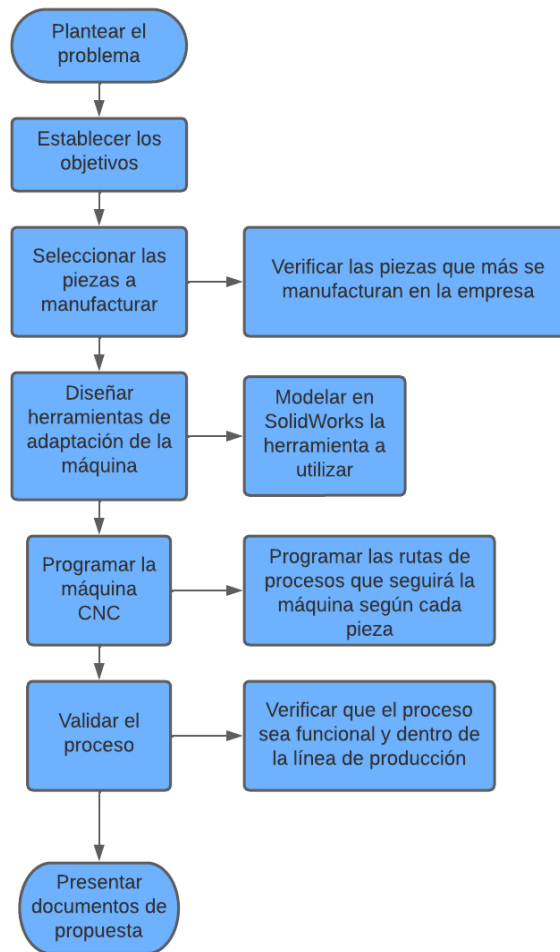 Plantear el
problema
Establecer los
objetivos
Seleccionar las
piezas a
manufacturar
Verificar las piezas que más se
manufacturan en la empresa
Diseñar
herramientas de
adaptación de la
máquina
Modelar en
SolidWorks la
herramienta a
utilizar
Programar la
máquina
CNC
Programar las rutas de
procesos que seguirá la
máquina según cada
pieza
Validar el
proceso
Verificar que el proceso
sea funcional y dentro de
la línea de producción
Presentar
documentos de
propuesta